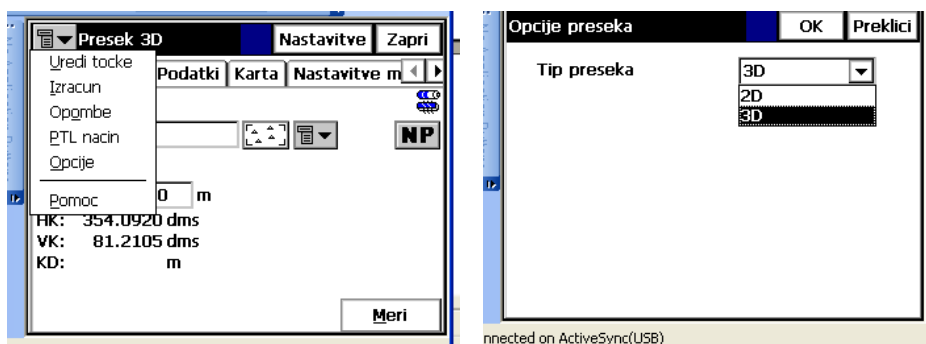 Presek 3D Nastavitve Zapri
Uredi tocke
Podatki Karta Nastavitve m
Izracun
Opombe
PTL nacin NP
Opcije
Pomoc
0 m
HK: 354.0920 dms
VK: 81.2105 dms
KD: m
Meri
Opcije preseka OK Preklici
Tip preseka 3D
2D
3D
nnected on ActiveSync(USB)